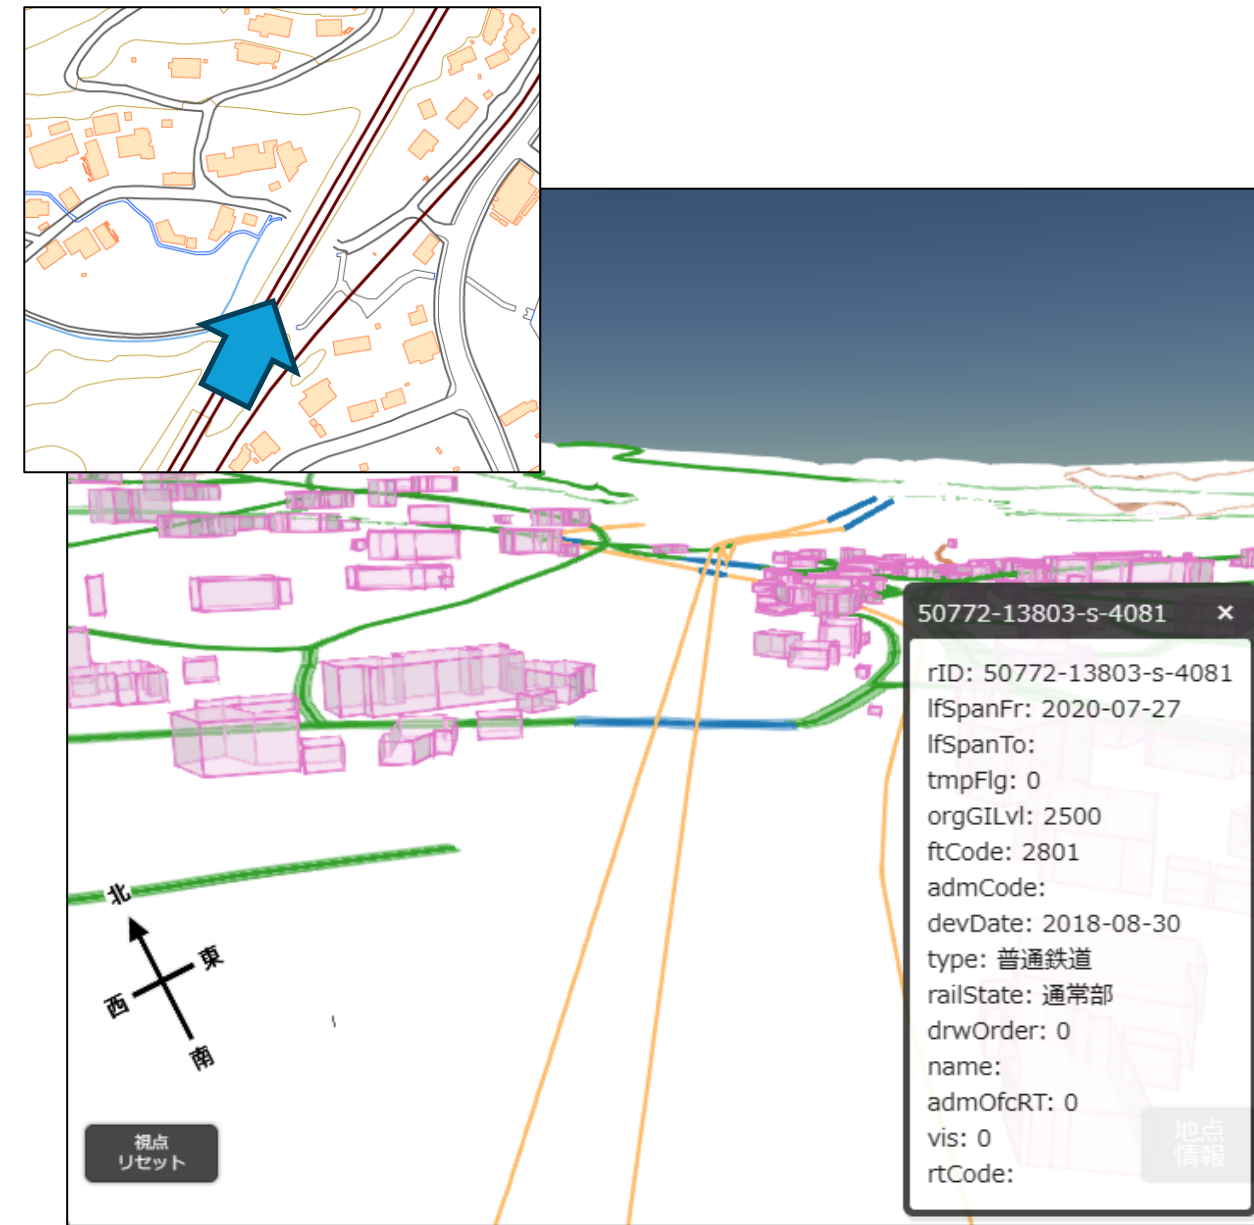 50772-13803-s-4081 ×
rID: 50772-13803-s-4081
lfSpanFr: 2020-07-27
lfSpanTo:
tmpFlg: 0
orgGILvl: 2500
ftCode: 2801
admCode:
devDate: 2018-08-30
type: 普通鉄道
railState: 通常部
drwOrder: 0
name:
admOfcRT: 0
vis: 0
rtCode:
北
東
西
南
視点
リセット
地点
情報